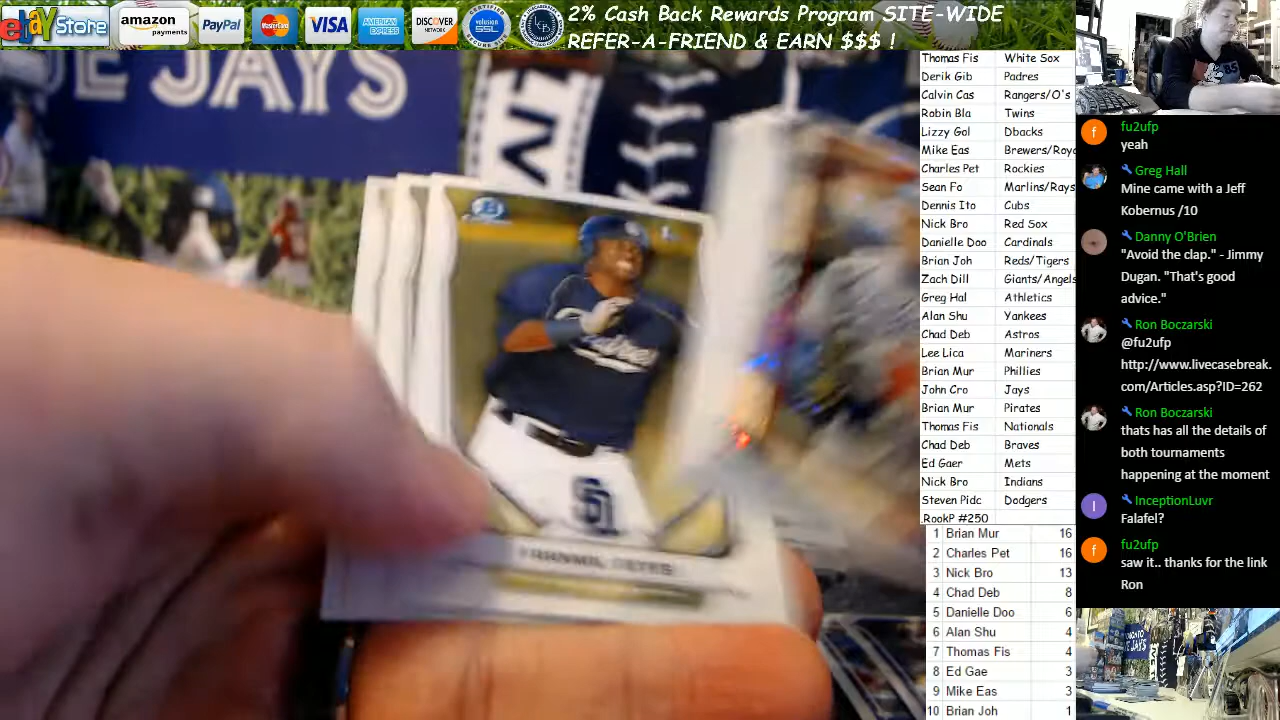 ebay Store
amazon
payments
PayPal
MasterCard
VISA
AMERICAN EXPRESS
DISCOVER
NETWORK
volusion
SSL
2% Cash Back Rewards Program SITE-WIDE
REFER-A-FRIEND & EARN $$$ !
JAYS
SD
Thomas Fis White Sox
Derik Gib Padres
Calvin Cas Rangers/O's
Robin Bla Twins
Lizzy Gol Dbacks
Mike Eas Brewers/Roya
Charles Pet Rockies
Sean Fo Marlins/Rays
Dennis Ito Cubs
Nick Bro Red Sox
Danielle Doo Cardinals
Brian Joh Reds/Tigers
Zach Dill Giants/Angels
Greg Hal Athletics
Alan Shu Yankees
Chad Deb Astros
Lee Lica Mariners
Brian Mur Phillies
John Cro Jays
Brian Mur Pirates
Thomas Fis Nationals
Chad Deb Braves
Ed Gaer Mets
Nick Bro Indians
Steven Pidc Dodgers
.RookP #250
1 Brian Mur 16
2 Charles Pet 16
3 Nick Bro 13
4 Chad Deb 8
5 Danielle Doo 6
6 Alan Shu 4
7 Thomas Fis 4
8 Ed Gae 3
9 Mike Eas 3
10 Brian Joh 1
f
fu2ufp
yeah
Greg Hall
Mine came with a Jeff
Kobernus /10
Danny O'Brien
"Avoid the clap." - Jimmy
Dugan. "That's good
advice."
Ron Boczarski
@fu2ufp
http://www.livecasebreak.
com/Articles.asp?ID=262
Ron Boczarski
thats has all the details of
both tournaments
happening at the moment
I
InceptionLuvr
Falafel?
f
fu2ufp
saw it.. thanks for the link
Ron